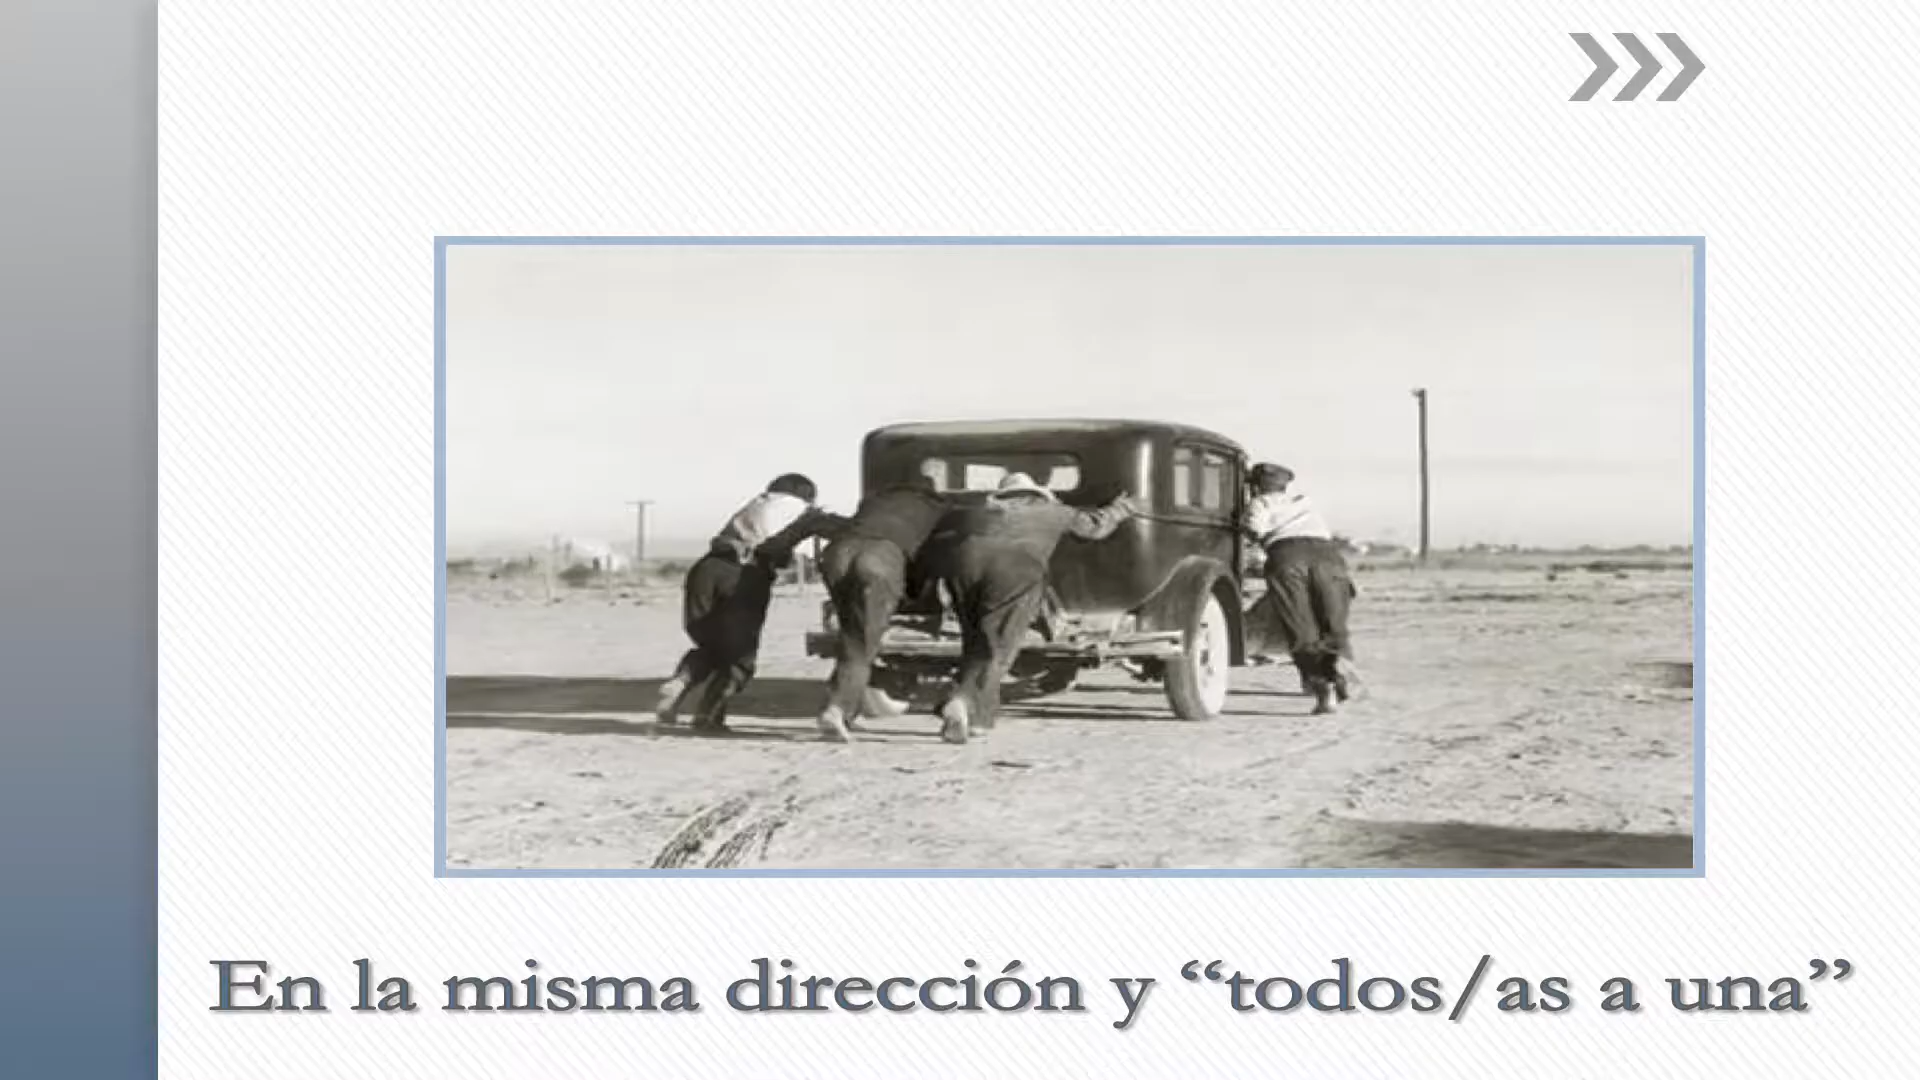 En la misma dirección y “todos/as a una”